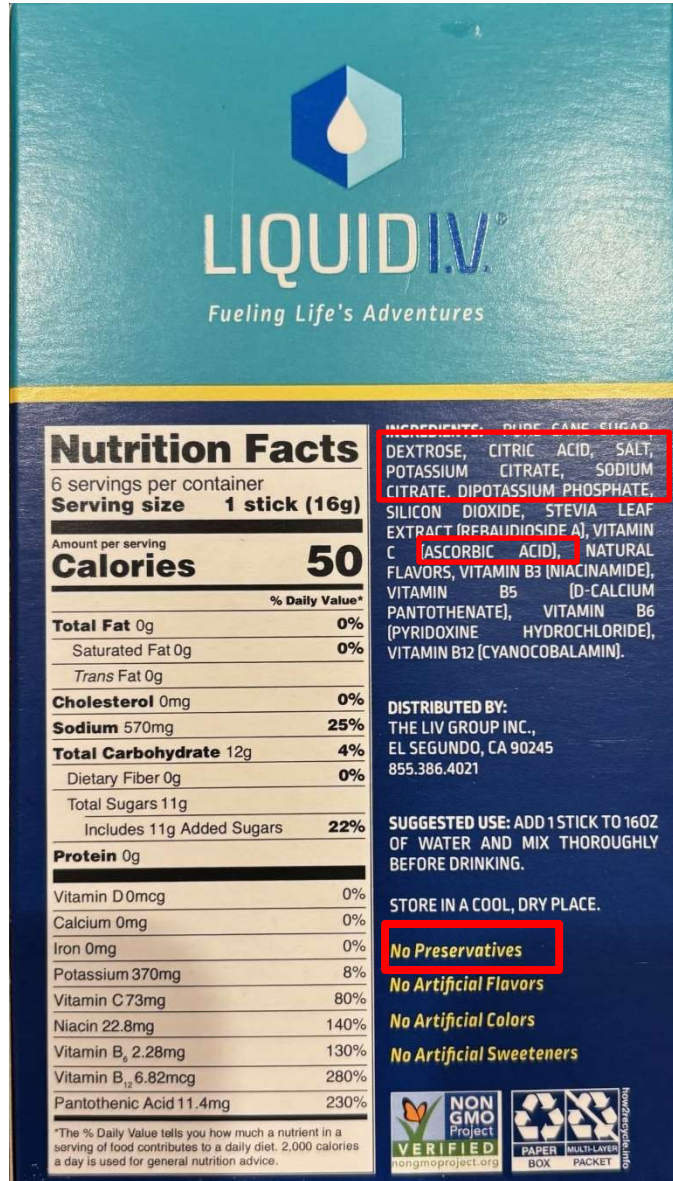 LIQUID I.V.®
Fueling Life's Adventures
Nutrition Facts
6 servings per container
Serving size 1 stick (16g)
Amount per serving
Calories 50
% Daily Value*
Total Fat 0g 0%
Saturated Fat 0g 0%
Trans Fat 0g
Cholesterol 0mg 0%
Sodium 570mg 25%
Total Carbohydrate 12g 4%
Dietary Fiber 0g 0%
Total Sugars 11g
Includes 11g Added Sugars 22%
Protein 0g
Vitamin D 0mcg 0%
Calcium 0mg 0%
Iron 0mg 0%
Potassium 370mg 8%
Vitamin C 73mg 80%
Niacin 22.8mg 140%
Vitamin B6 2.28mg 130%
Vitamin B12 6.82mcg 280%
Pantothenic Acid 11.4mg 230%
*The % Daily Value tells you how much a nutrient in a
serving of food contributes to a daily diet. 2,000 calories
a day is used for general nutrition advice.
INGREDIENTS: PURE CANE SUGAR,
DEXTROSE, CITRIC ACID, SALT,
POTASSIUM CITRATE, SODIUM
CITRATE, DIPOTASSIUM PHOSPHATE,
SILICON DIOXIDE, STEVIA LEAF
EXTRACT (REBAUDIOSIDE A), VITAMIN
C (ASCORBIC ACID), NATURAL
FLAVORS, VITAMIN B3 (NIACINAMIDE),
VITAMIN B5 (D-CALCIUM
PANTOTHENATE), VITAMIN B6
(PYRIDOXINE HYDROCHLORIDE),
VITAMIN B12 (CYANOCOBALAMIN).
DISTRIBUTED BY:
THE LIV GROUP INC.,
EL SEGUNDO, CA 90245
855.386.4021
SUGGESTED USE: ADD 1 STICK TO 16OZ
OF WATER AND MIX THOROUGHLY
BEFORE DRINKING.
STORE IN A COOL, DRY PLACE.
No Preservatives
No Artificial Flavors
No Artificial Colors
No Artificial Sweeteners
NON
GMO
Project
VERIFIED
nongmoproject.org
PAPER
BOX
MULTI-LAYER
PACKET
how2recycle.info